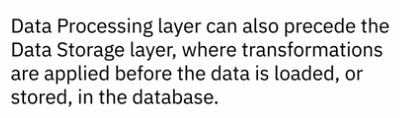 Data Processing layer can also precede the
Data Storage layer, where transformations
are applied before the data is loaded, or
stored, in the database.